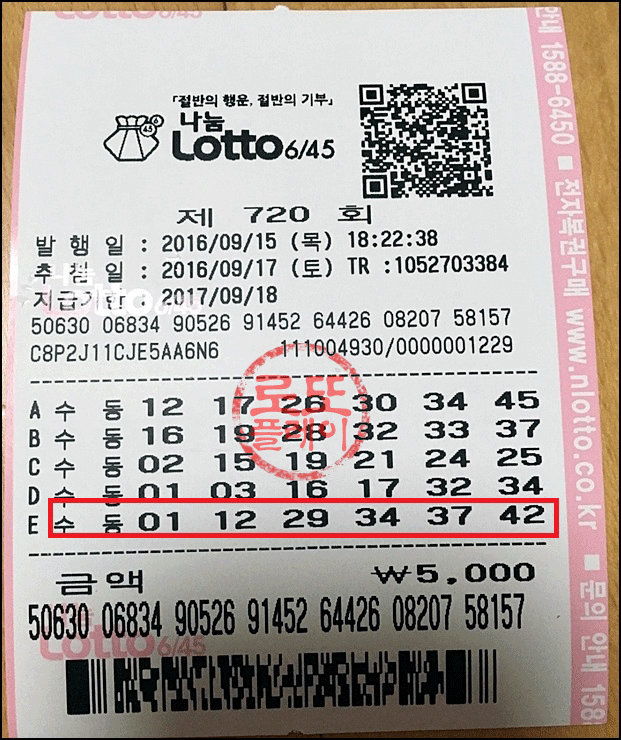 「절반의 행운, 절반의 기부」
나눔
Lotto 6/45
제 720 회
발 행 일 : 2016/09/15 (목) 18:22:38
추 첨 일 : 2016/09/17 (토) TR :1052703384
지급기한 : 2017/09/18
50630 06834 90526 91452 64426 08207 58157
C8P2J11CJE5AA6N6 111004930/0000001229
A 수 동 12 17 26 30 34 45
B 수 동 16 19 28 32 33 37
C 수 동 02 15 19 21 24 25
D 수 동 01 03 16 17 32 34
E 수 동 01 12 29 34 37 42
로또
플레이
금액 ₩5,000
50630 06834 90526 91452 64426 08207 58157
Lotto 6/45
안내 1588-6450 ■ 전자복권구매 www.nlotto.co.kr ■ 문의 안내 158